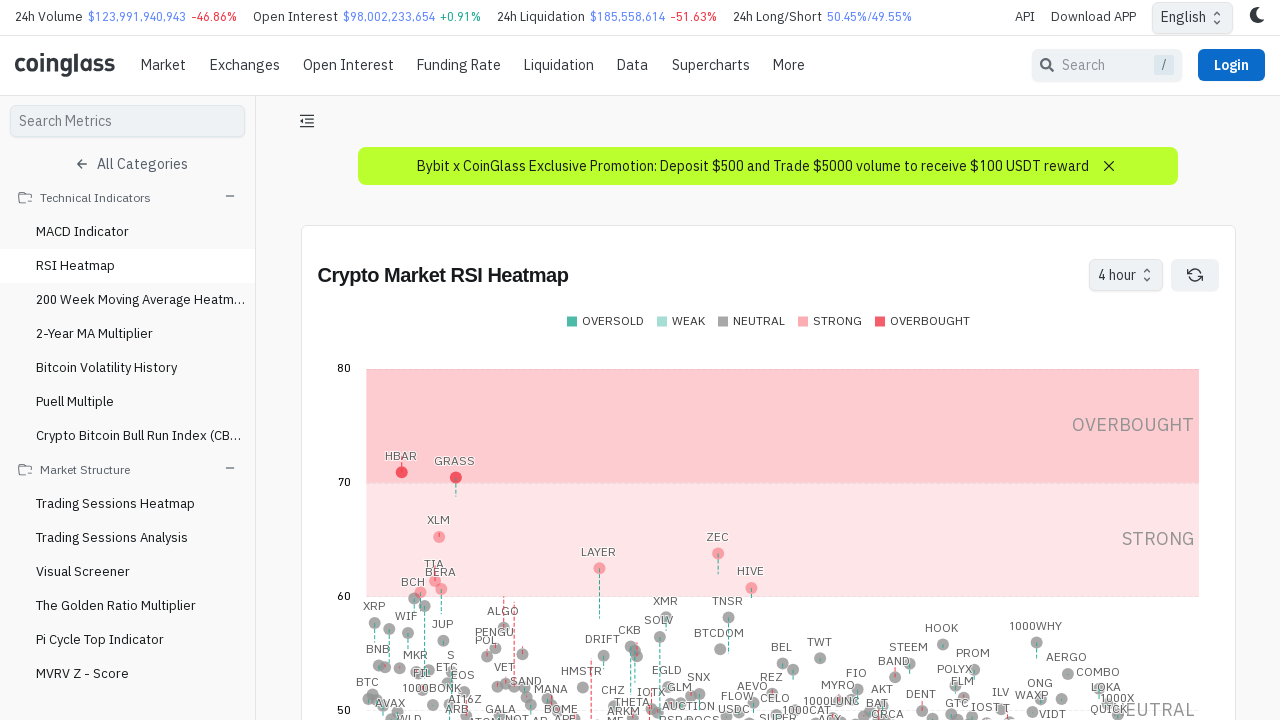 24h Volume $123,991,940,943 -46.86% Open Interest $98,002,233,654 +0.91% 24h Liquidation $185,558,614 -51.63% 24h Long/Short 50.45%/49.55% API Download APP English
coinglass Market Exchanges Open Interest Funding Rate Liquidation Data Supercharts More Search / Login
Search Metrics
All Categories
Bybit x CoinGlass Exclusive Promotion: Deposit $500 and Trade $5000 volume to receive $100 USDT reward
Technical Indicators
MACD Indicator
RSI Heatmap
200 Week Moving Average Heatm...
2-Year MA Multiplier
Bitcoin Volatility History
Puell Multiple
Crypto Bitcoin Bull Run Index (CB...
Market Structure
Trading Sessions Heatmap
Trading Sessions Analysis
Visual Screener
The Golden Ratio Multiplier
Pi Cycle Top Indicator
MVRV Z - Score
Crypto Market RSI Heatmap
4 hour
OVERSOLD WEAK NEUTRAL STRONG OVERBOUGHT
80
OVERBOUGHT
HBAR GRASS
70
XLM ZEC STRONG
LAYER
TIA
BERA HIVE
BCH
60
XRP XMR TNSR
WIF ALGO
JUP SOLV HOOK 1000WHY
PENGU CKB BTCDOM
POL DRIFT TWT
BNB BEL STEEM
MKR S PROM AERGO
BAND
ETC VET HMSTR EGLD POLYX
FIL EOS SNX REZ FIO COMBO
BTC SAND FLM
1000BONK MANA CHZ IOTX GLM AEVO MYRO AKT ONG LQKA
AI16Z THETA FLOW CELO 1000LUNC DENT ILV WAXP 1000X
AVAX ARB GALA BOME ARKM AUCTION USDC 1000CAT BAT GTC IOST QUICK
50 NEUTRAL
WLD NOT SUPER ORCA VIDT